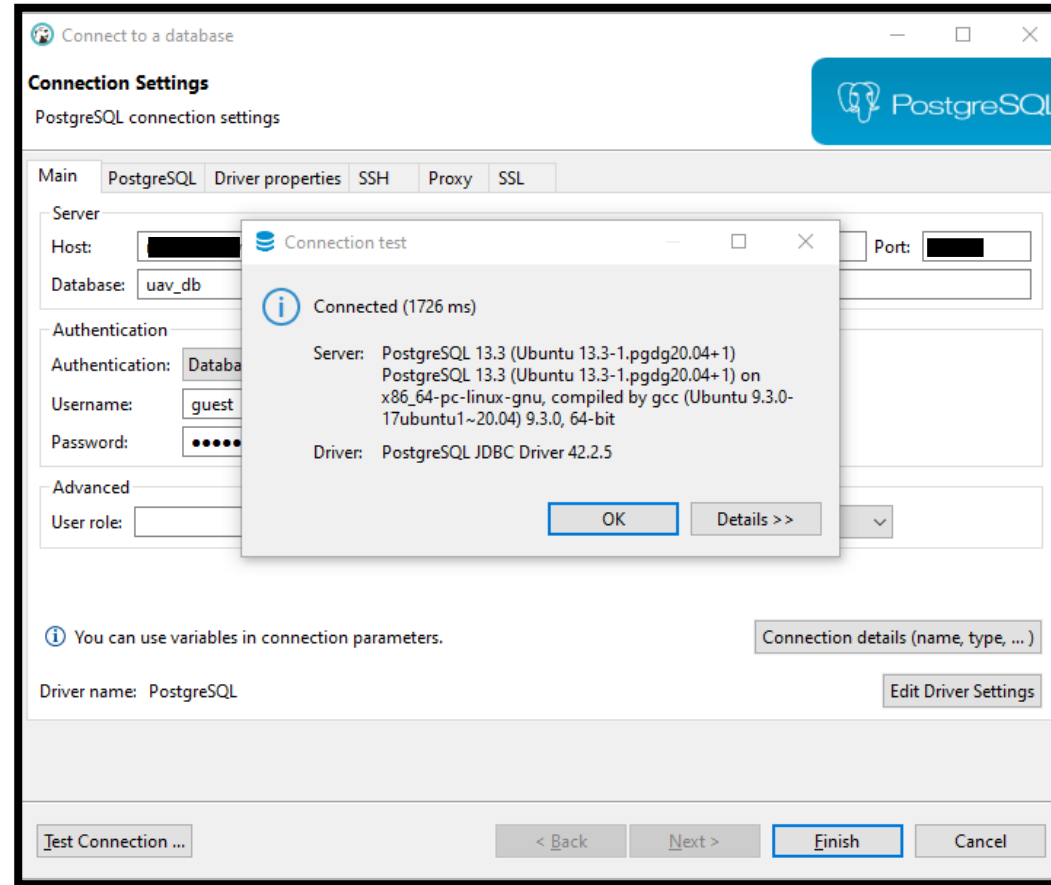 Connect to a database
Connection Settings
PostgreSQL connection settings
PostgreSQL
Main PostgreSQL Driver properties SSH Proxy SSL
Server
Host: Port:
Database: uav_db
Authentication
Authentication: Databa
Username: guest
Password: •••••
Advanced
User role:
Connection test
Connected (1726 ms)
Server: PostgreSQL 13.3 (Ubuntu 13.3-1.pgdg20.04+1)
PostgreSQL 13.3 (Ubuntu 13.3-1.pgdg20.04+1) on
x86_64-pc-linux-gnu, compiled by gcc (Ubuntu 9.3.0-
17ubuntu1~20.04) 9.3.0, 64-bit
Driver: PostgreSQL JDBC Driver 42.2.5
OK Details >>
You can use variables in connection parameters.
Connection details (name, type, ... )
Driver name: PostgreSQL
Edit Driver Settings
Test Connection ... < Back Next > Finish Cancel